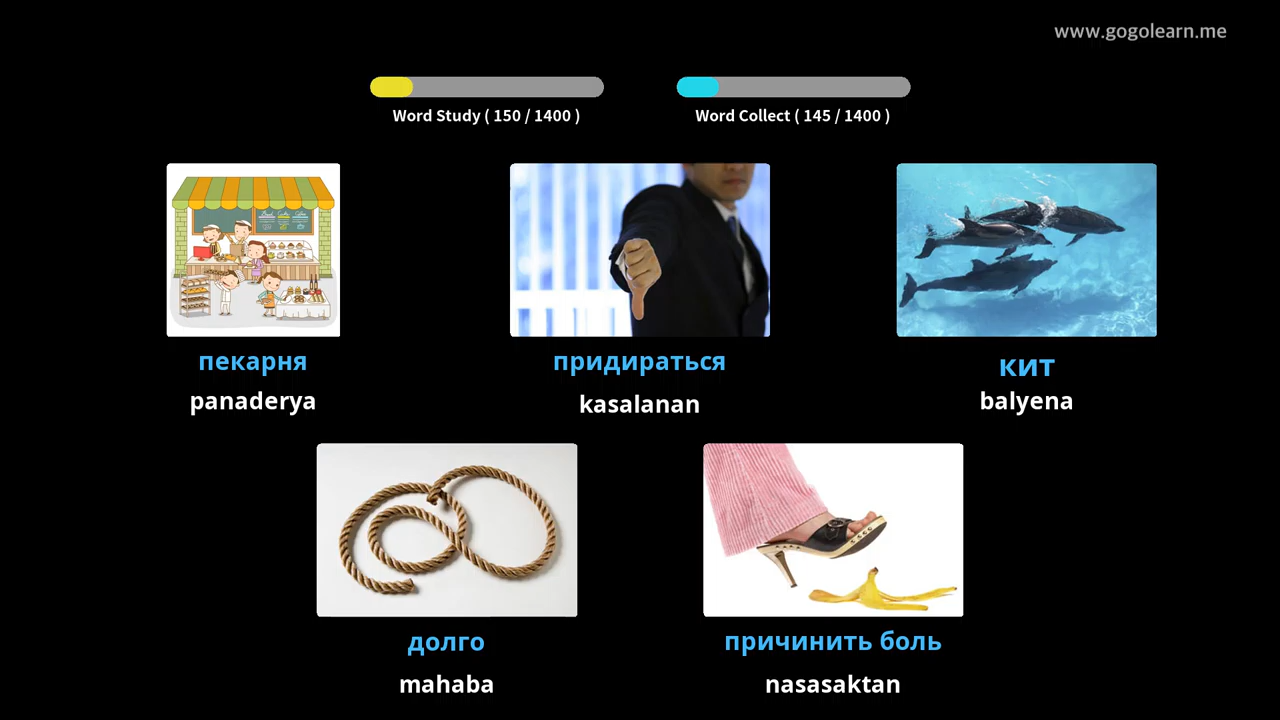 www.gogolearn.me
Word Study ( 150 / 1400 )
Word Collect ( 145 / 1400 )
пекарня
panaderya
придираться
kasalanan
кит
balyena
долго
mahaba
причинить боль
nasasaktan